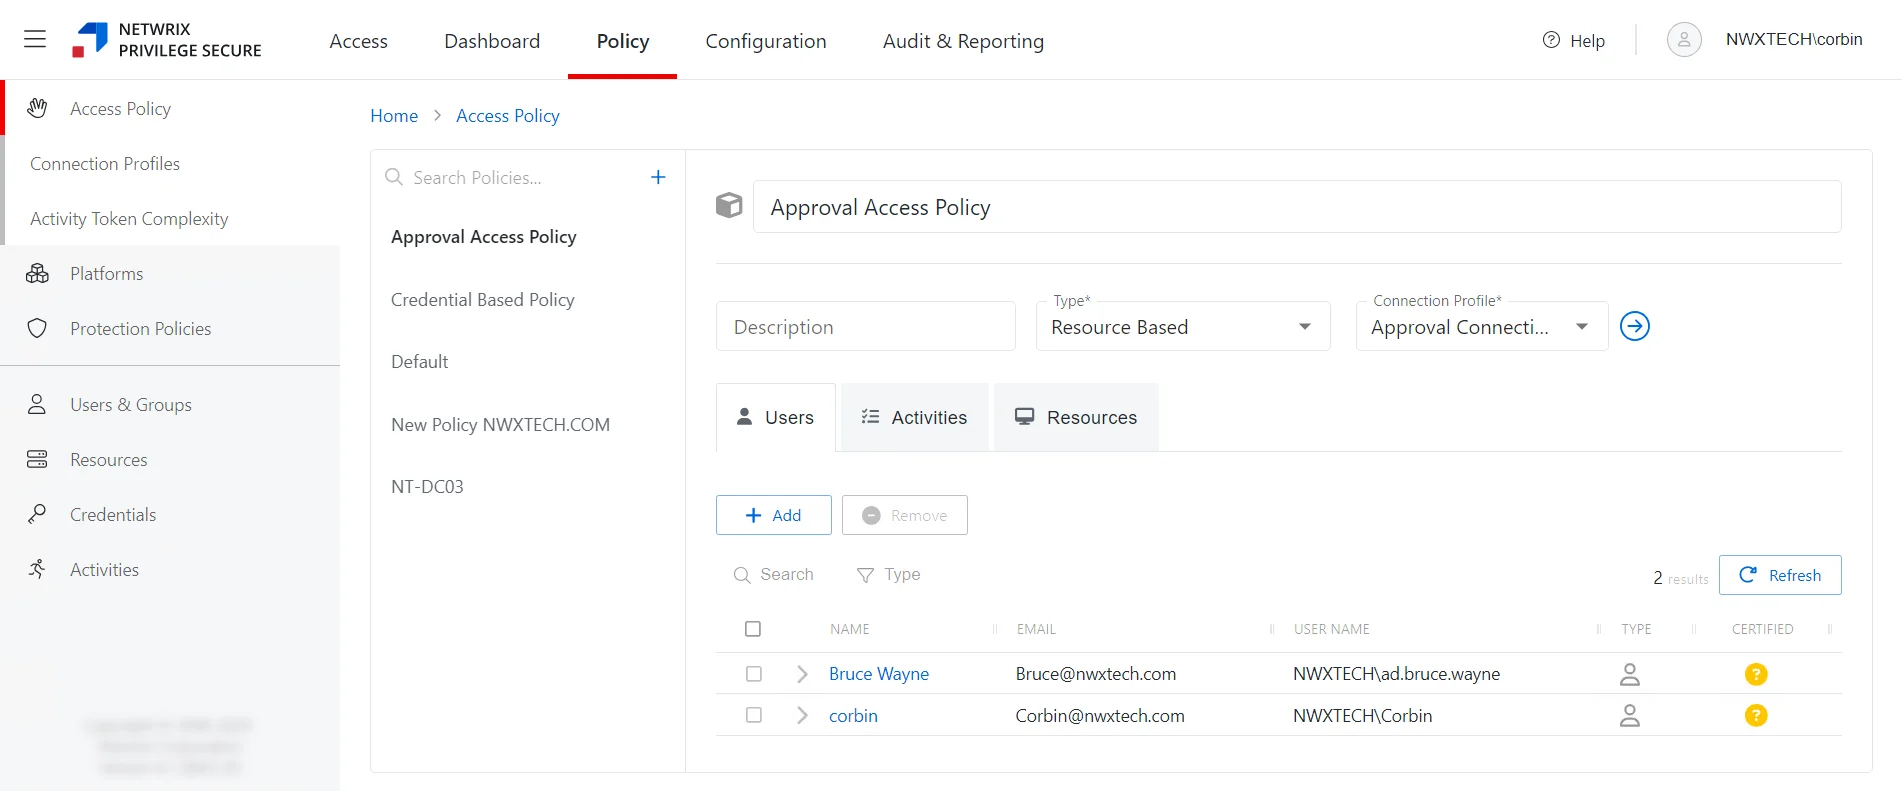 NETWRIX
PRIVILEGE SECURE
Access
Dashboard
Policy
Configuration
Audit & Reporting
Help
NWXTECH\corbin
Access Policy
Connection Profiles
Activity Token Complexity
Platforms
Protection Policies
Users & Groups
Resources
Credentials
Activities
Home > Access Policy
Search Policies...
Approval Access Policy
Credential Based Policy
Default
New Policy NWXTECH.COM
NT-DC03
Approval Access Policy
Description
Type*
Resource Based
Connection Profile*
Approval Connecti...
Users
Activities
Resources
Add
Remove
Search
Type
2 results
Refresh
NAME EMAIL USER NAME TYPE CERTIFIED
Bruce Wayne Bruce@nwxtech.com NWXTECH\ad.bruce.wayne
corbin Corbin@nwxtech.com NWXTECH\Corbin